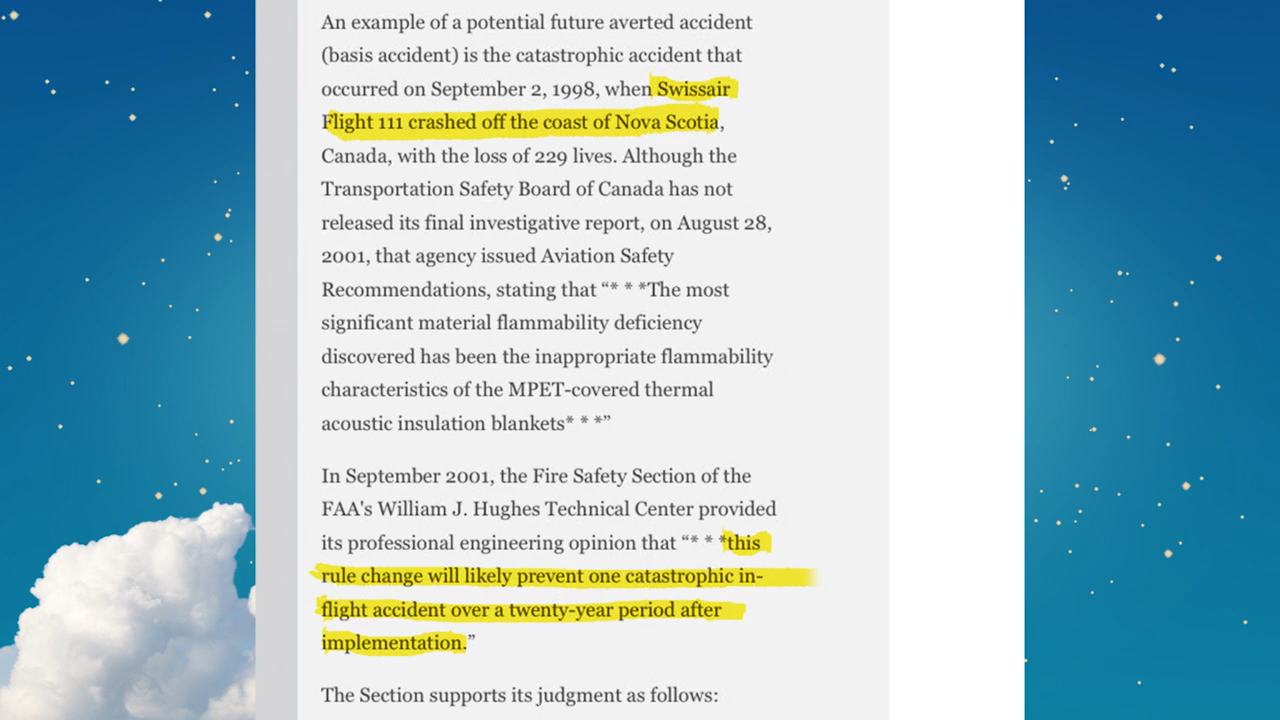 An example of a potential future averted accident
(basis accident) is the catastrophic accident that
occurred on September 2, 1998, when Swissair
Flight 111 crashed off the coast of Nova Scotia,
Canada, with the loss of 229 lives. Although the
Transportation Safety Board of Canada has not
released its final investigative report, on August 28,
2001, that agency issued Aviation Safety
Recommendations, stating that “* * *The most
significant material flammability deficiency
discovered has been the inappropriate flammability
characteristics of the MPET-covered thermal
acoustic insulation blankets* * *”
In September 2001, the Fire Safety Section of the
FAA's William J. Hughes Technical Center provided
its professional engineering opinion that “* * *this
rule change will likely prevent one catastrophic in-
flight accident over a twenty-year period after
implementation.”
The Section supports its judgment as follows: